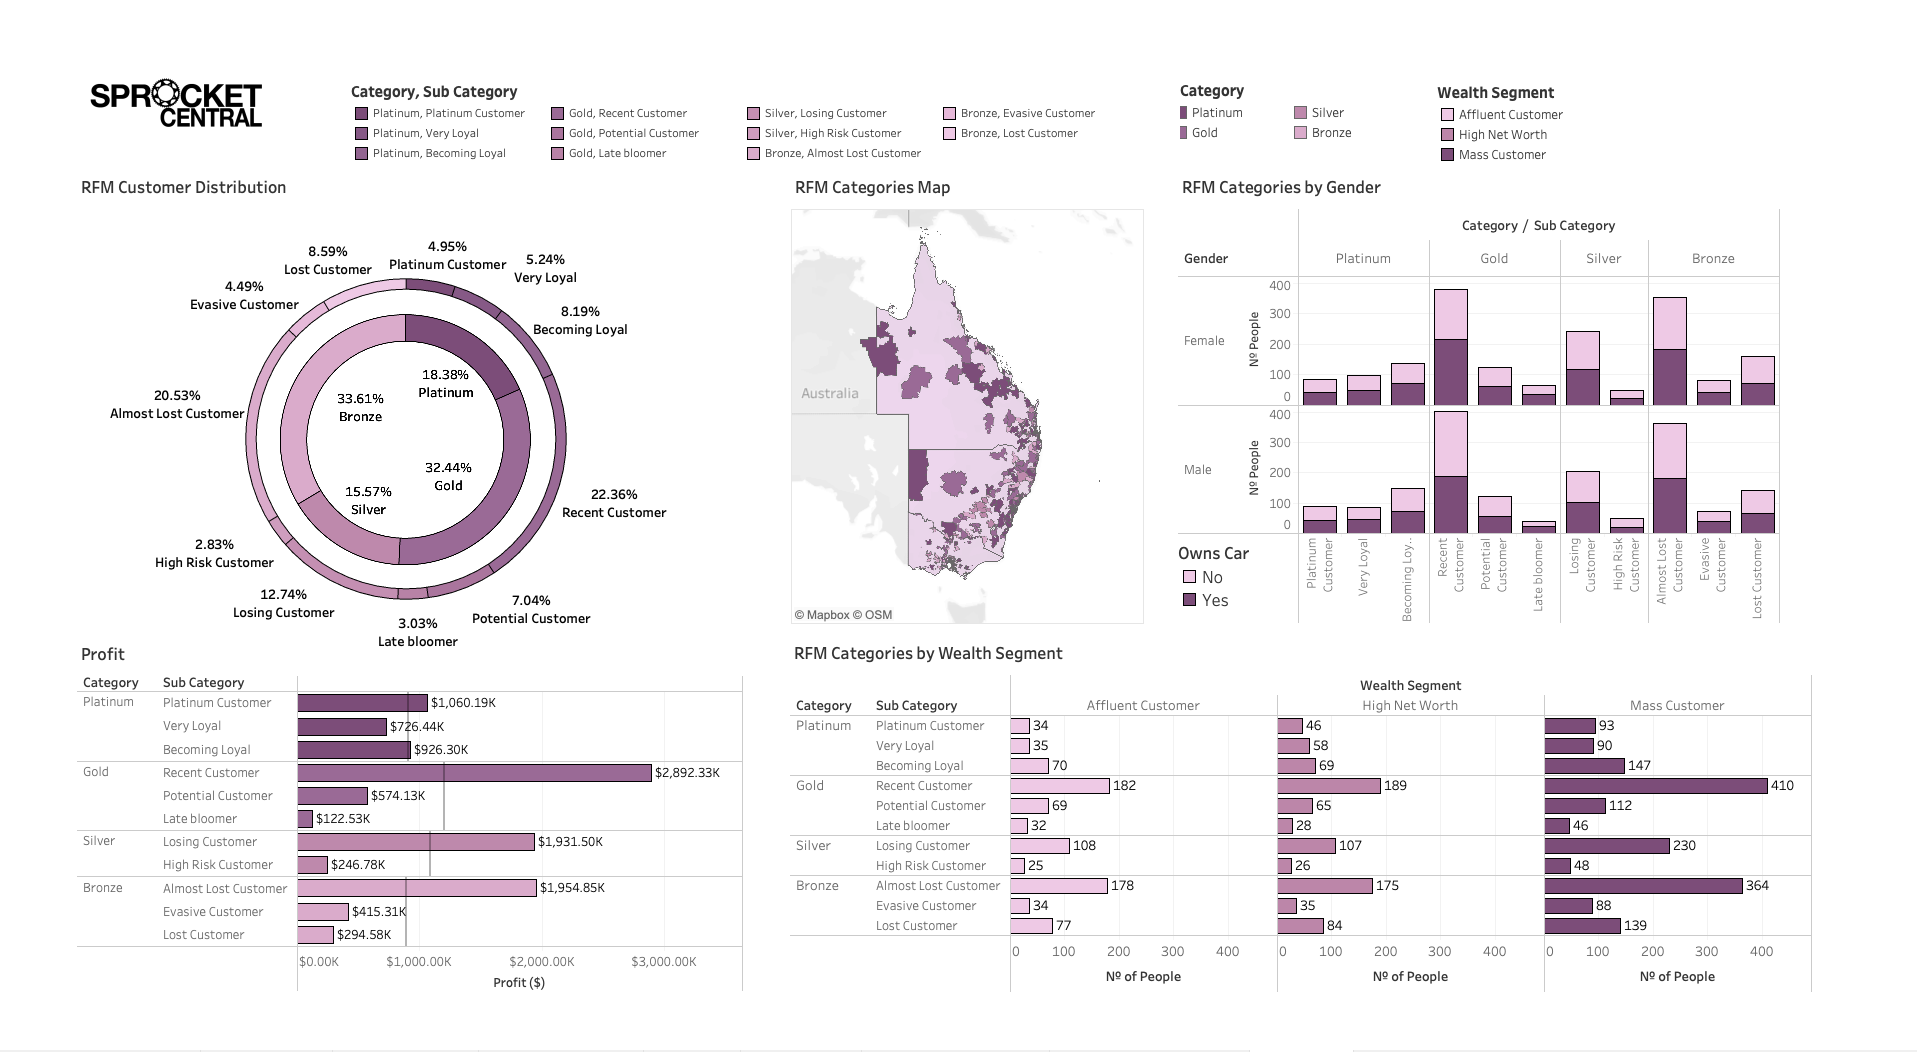 SPROCKET
CENTRAL
Category, Sub Category
Platinum, Platinum Customer
Platinum, Very Loyal
Platinum, Becoming Loyal
Gold, Recent Customer
Gold, Potential Customer
Gold, Late bloomer
Silver, Losing Customer
Silver, High Risk Customer
Bronze, Almost Lost Customer
Bronze, Evasive Customer
Bronze, Lost Customer
Category
Platinum
Gold
Silver
Bronze
Wealth Segment
Affluent Customer
High Net Worth
Mass Customer
RFM Customer Distribution
4.95%
Platinum Customer
5.24%
Very Loyal
8.19%
Becoming Loyal
22.36%
Recent Customer
7.04%
Potential Customer
3.03%
Late bloomer
12.74%
Losing Customer
2.83%
High Risk Customer
20.53%
Almost Lost Customer
4.49%
Evasive Customer
8.59%
Lost Customer
18.38%
Platinum
32.44%
Gold
15.57%
Silver
33.61%
Bronze
RFM Categories Map
Australia
© Mapbox © OSM
RFM Categories by Gender
Category / Sub Category
Gender
Platinum
Gold
Silver
Bronze
Female
Nº People
400
300
200
100
0
Male
Nº People
400
300
200
100
0
Platinum
Customer
Very Loyal
Becoming Loy..
Recent
Customer
Potential
Customer
Late bloomer
Losing
Customer
High Risk
Customer
Almost Lost
Customer
Evasive
Customer
Lost Customer
Owns Car
No
Yes
Profit
Category Sub Category
Platinum Platinum Customer $1,060.19K
Very Loyal $726.44K
Becoming Loyal $926.30K
Gold Recent Customer $2,892.33K
Potential Customer $574.13K
Late bloomer $122.53K
Silver Losing Customer $1,931.50K
High Risk Customer $246.78K
Bronze Almost Lost Customer $1,954.85K
Evasive Customer $415.31K
Lost Customer $294.58K
$0.00K $1,000.00K $2,000.00K $3,000.00K
Profit ($)
RFM Categories by Wealth Segment
Wealth Segment
Category Sub Category Affluent Customer High Net Worth Mass Customer
Platinum Platinum Customer 34 46 93
Very Loyal 35 58 90
Becoming Loyal 70 69 147
Gold Recent Customer 182 189 410
Potential Customer 69 65 112
Late bloomer 32 28 46
Silver Losing Customer 108 107 230
High Risk Customer 25 26 48
Bronze Almost Lost Customer 178 175 364
Evasive Customer 34 35 88
Lost Customer 77 84 139
0 100 200 300 400 0 100 200 300 400 0 100 200 300 400
Nº of People Nº of People Nº of People